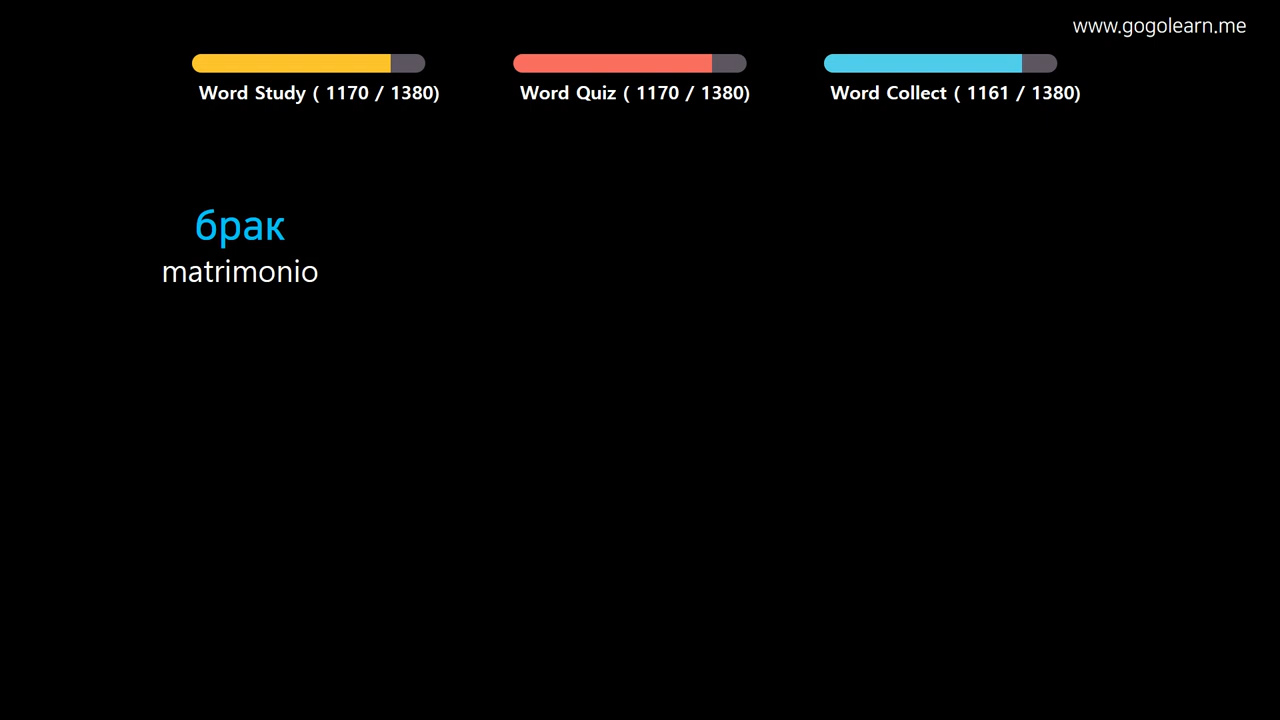 www.gogolearn.me
Word Study ( 1170 / 1380)
Word Quiz ( 1170 / 1380)
Word Collect ( 1161 / 1380)
брак
matrimonio